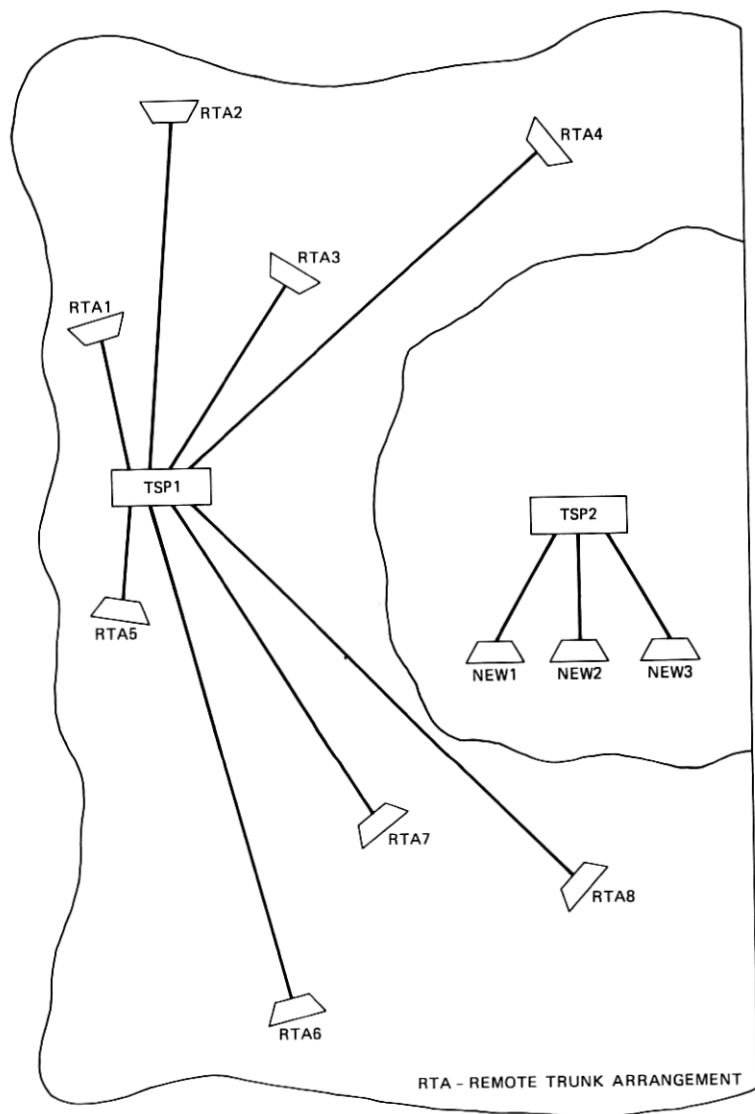 RTA2
RTA4
RTA3
RTA1
TSP1
TSP2
RTA5
NEW1
NEW2
NEW3
RTA7
RTA8
RTA6
RTA - REMOTE TRUNK ARRANGEMENT